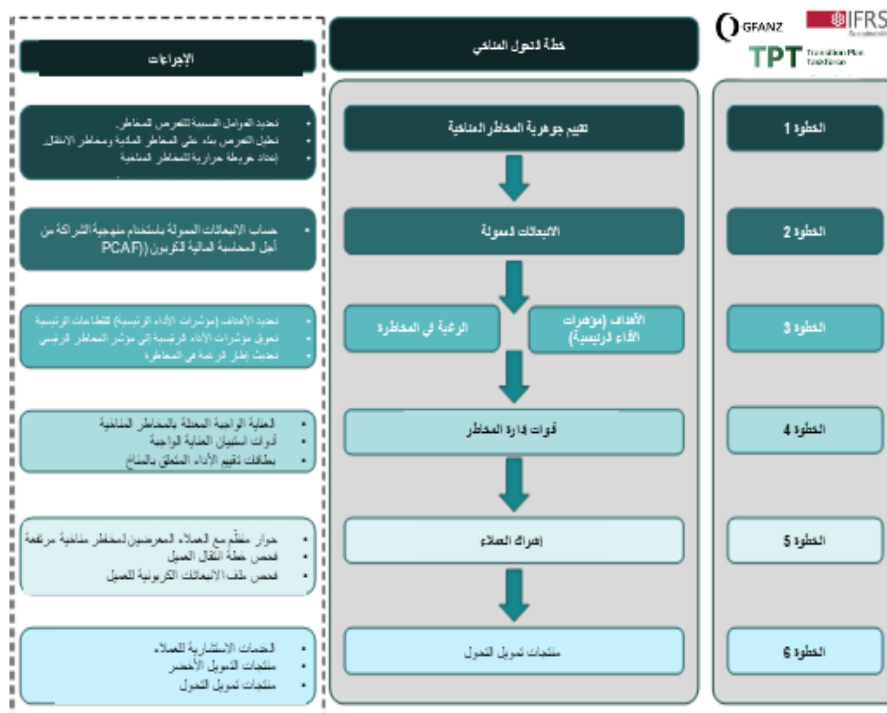 GFANZ
IFRS
Sustainability
TPT Transition Plan
Taskforce
خطة التحول المناخي
الإجراءات
الخطوة 1
تقييم جوهرية المخاطر المناخية
• تحديد العوامل المسببة للتعرض للمخاطر.
• تحليل التعرض بناء على المخاطر المادية ومخاطر الانتقال.
• إعداد خريطة حرارية للمخاطر المناخية
الخطوة 2
الانبعاثات الممولة
• حساب الانبعاثات الممولة باستخدام منهجية الشراكة من
أجل المحاسبة المالية للكربون ((PCAF
الخطوة 3
الأهداف (مؤشرات
الأداء الرئيسية)
الرغبة في المخاطرة
• تحديد الأهداف (مؤشرات الأداء الرئيسية) للقطاعات الرئيسية
• تحويل مؤشرات الأداء الرئيسية إلى مؤشر المخاطر الرئيسي
• تحديث إطار الرغبة في المخاطرة
الخطوة 4
أدوات إدارة المخاطر
• العناية الواجبة المعنلة بالمخاطر المناخية
• أدوات استبيان العناية الواجبة
• بطاقات تقييم الأداء المتعلق بالمناخ
الخطوة 5
إشراك العملاء
• حوار منظّم مع العملاء المعرضين لمخاطر مناخية مرتفعة
• فحص خطة انتقال العميل
• فحص ملف الانبعاثات الكربونية للعميل
الخطوة 6
منتجات تمويل التحول
• الخدمات الاستشارية للعملاء
• منتجات التمويل الأخضر
• منتجات تمويل التحول